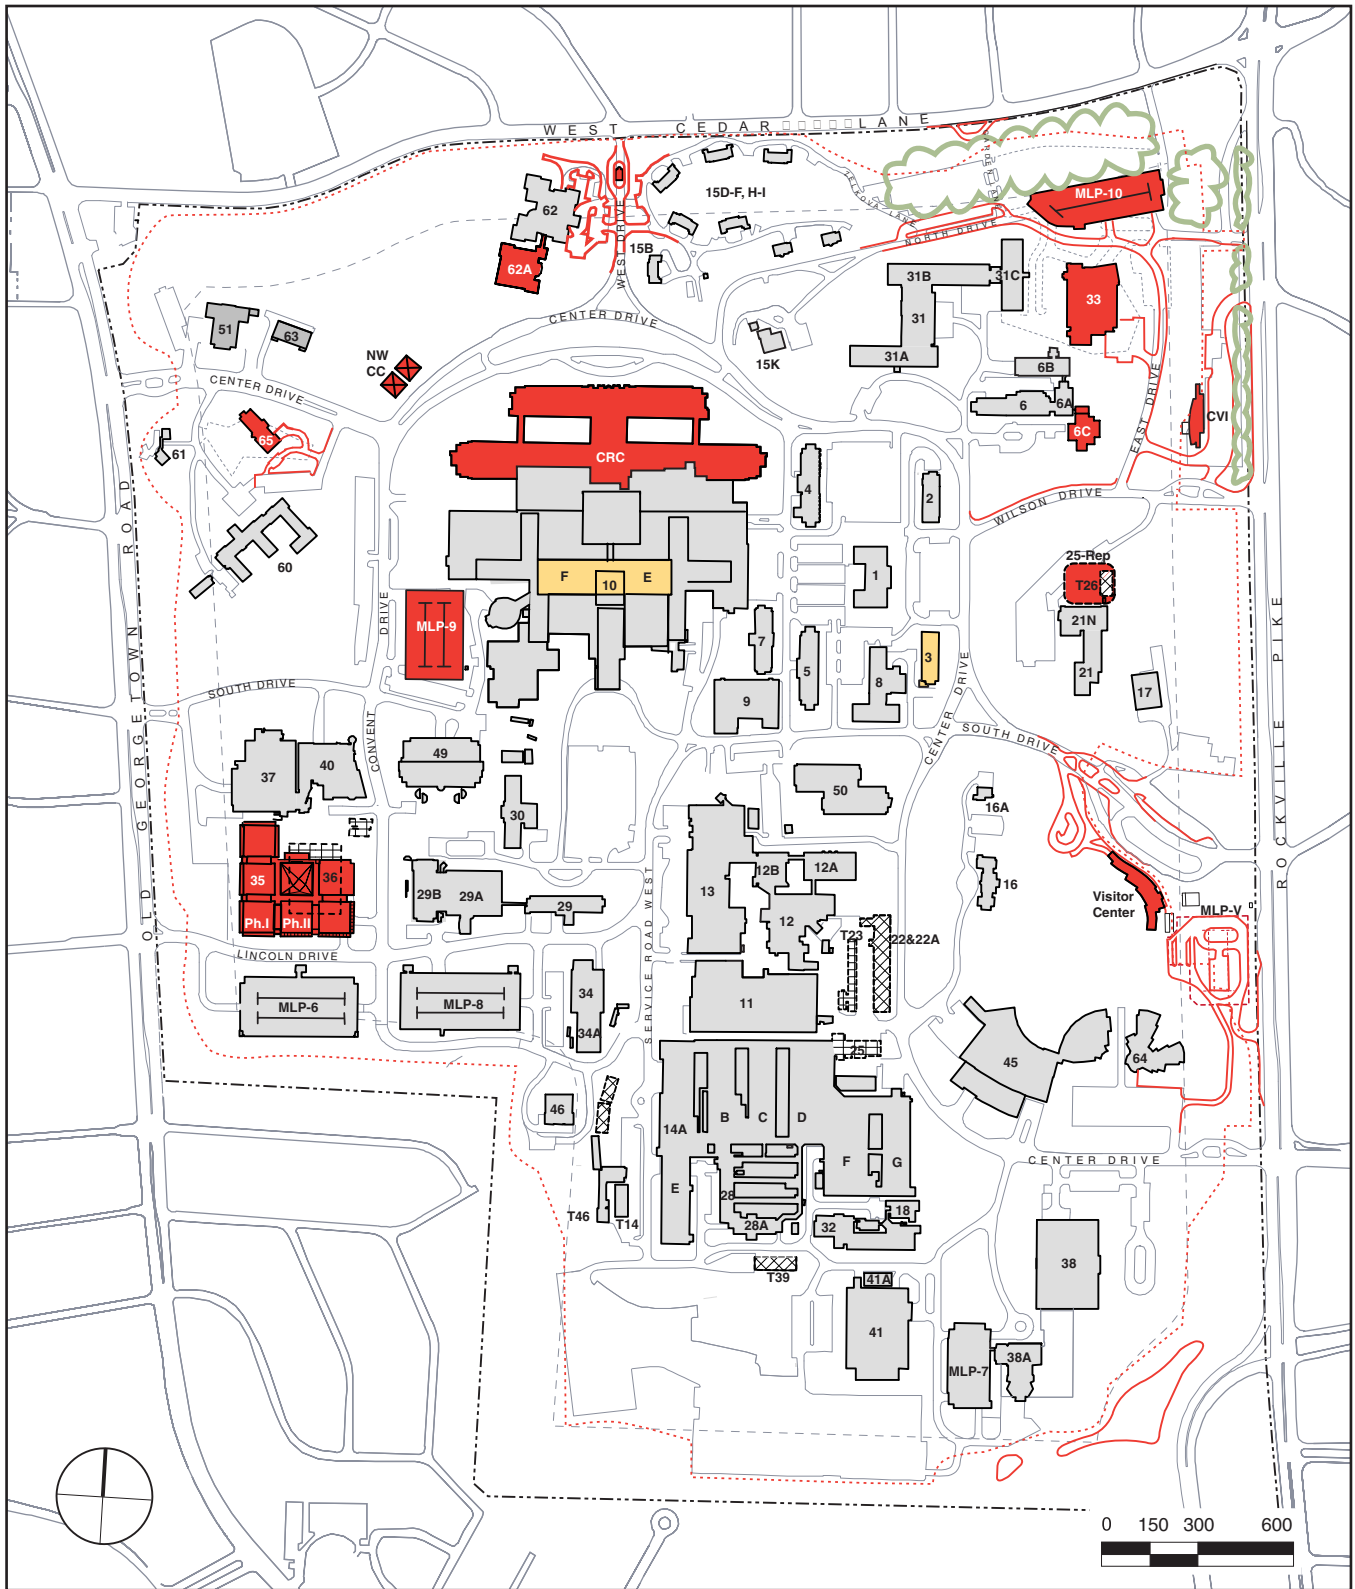 WEST CEDAR LANE
GARDEN LANE
ZELKOVA LANE
15D-F, H-I
MLP-10
62
WEST DRIVE
15B
NORTH DRIVE
62A
31B
31C
33
51
63
CENTER DRIVE
31
NW
CC
15K
31A
6B
CENTER DRIVE
6
6A
EAST DRIVE
65
6C
CVI
61
CRC
4
2
WILSON DRIVE
OLD GEORGETOWN ROAD
60
25-Rep
F
10
E
1
T26
ROCKVILLE PIKE
DRIVE
MLP-9
21N
7
5
8
3
21
17
SOUTH DRIVE
9
CENTER DRIVE
SOUTH DRIVE
CONVENT
49
37
40
50
16A
30
13
12B
12A
35
36
29B
29A
29
16
Visitor
Center
MLP-V
Ph.I
Ph.II
12
T23
22&22A
LINCOLN DRIVE
SERVICE ROAD WEST
MLP-6
MLP-8
34
11
34A
25
45
64
46
14A
B
C
D
CENTER DRIVE
E
F
G
28
T46
T14
28A
32
18
T39
38
41A
41
MLP-7
38A
0 150 300 600